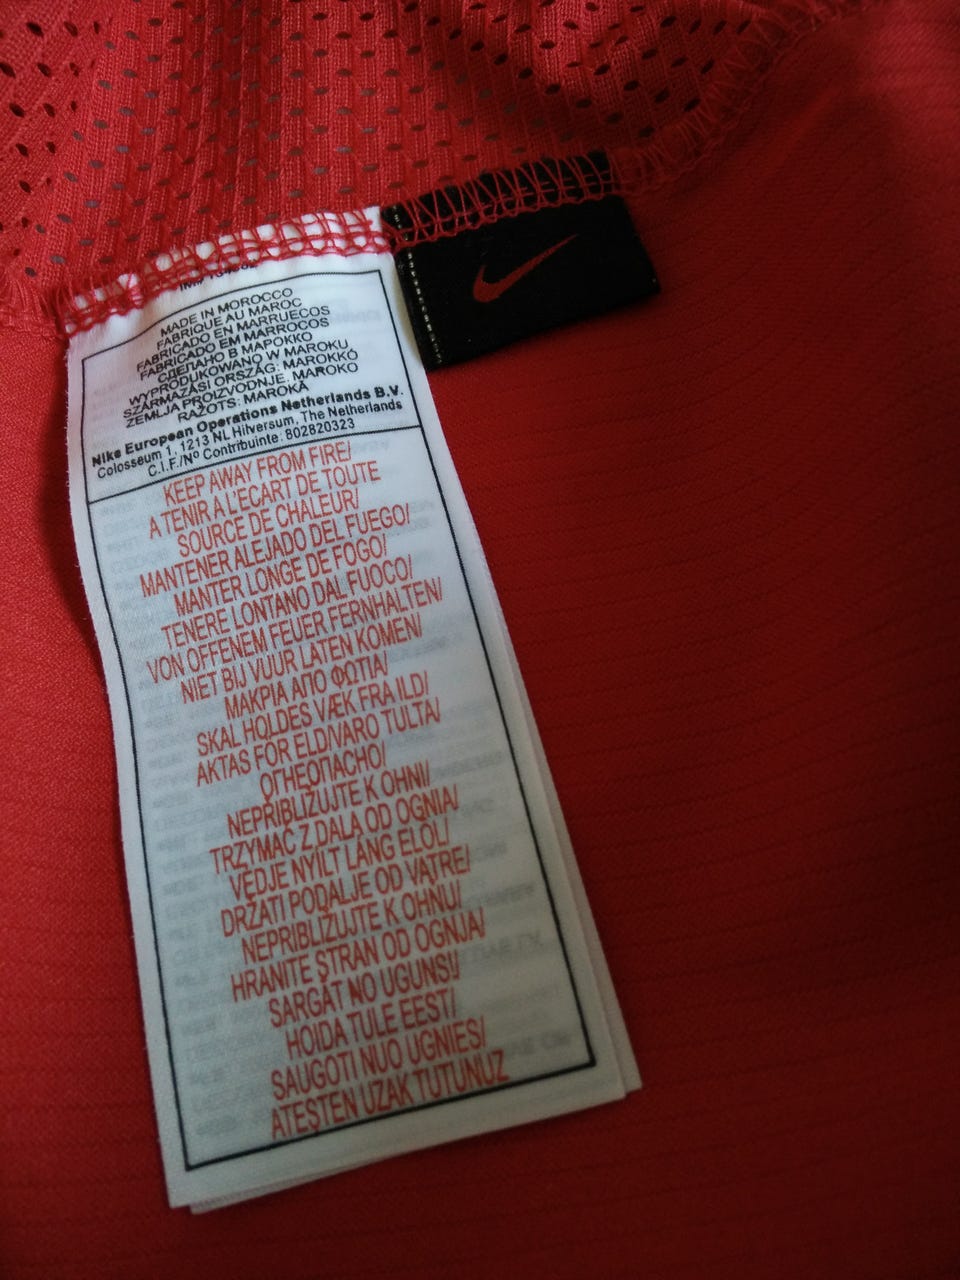 MADE IN MOROCCO
FABRIQUE AU MAROC
FABRICADO EN MARRUECOS
FABRICADO EM MARROCOS
СДЕЛАНО В МАРОККО
WYPRODUKOWANO W MAROKU
SZÁRMAZÁSI ORSZÁG: MAROKKÓ
ZEMLJA PROIZVODNJE: MAROKO
RAŽOTS: MAROKĀ
Nike European Operations Netherlands B.V.
Colosseum 1, 1213 NL Hilversum, The Netherlands
C.I.F./Nº Contribuinte: 802820323
KEEP AWAY FROM FIRE/
A TENIR A L'ECART DE TOUTE
SOURCE DE CHALEUR/
MANTENER ALEJADO DEL FUEGO/
MANTER LONGE DE FOGO/
TENERE LONTANO DAL FUOCO/
VON OFFENEM FEUER FERNHALTEN/
NIET BIJ VUUR LATEN KOMEN/
ΜΑΚΡΙΑ ΑΠΟ ΦΩΤΙΑ/
SKAL HOLDES VÆK FRA ILD/
AKTAS FÖR ELD/VARO TULTA/
ОГНЕОПАСНО/
NEPŘIBLIŽUJTE K OHNI/
TRZYMAĆ Z DALA OD OGNIA/
VÉDJE NYÍLT LÁNG ELŐL/
DRŽATI PODALJE OD VATRE/
NEPRIBLIŽUJTE K OHNU/
HRANITE STRAN OD OGNJA/
SARGĀT NO UGUNS!/
HOIDA TULE EEST/
SAUGOTI NUO UGNIES/
ATEŞTEN UZAK TUTUNUZ